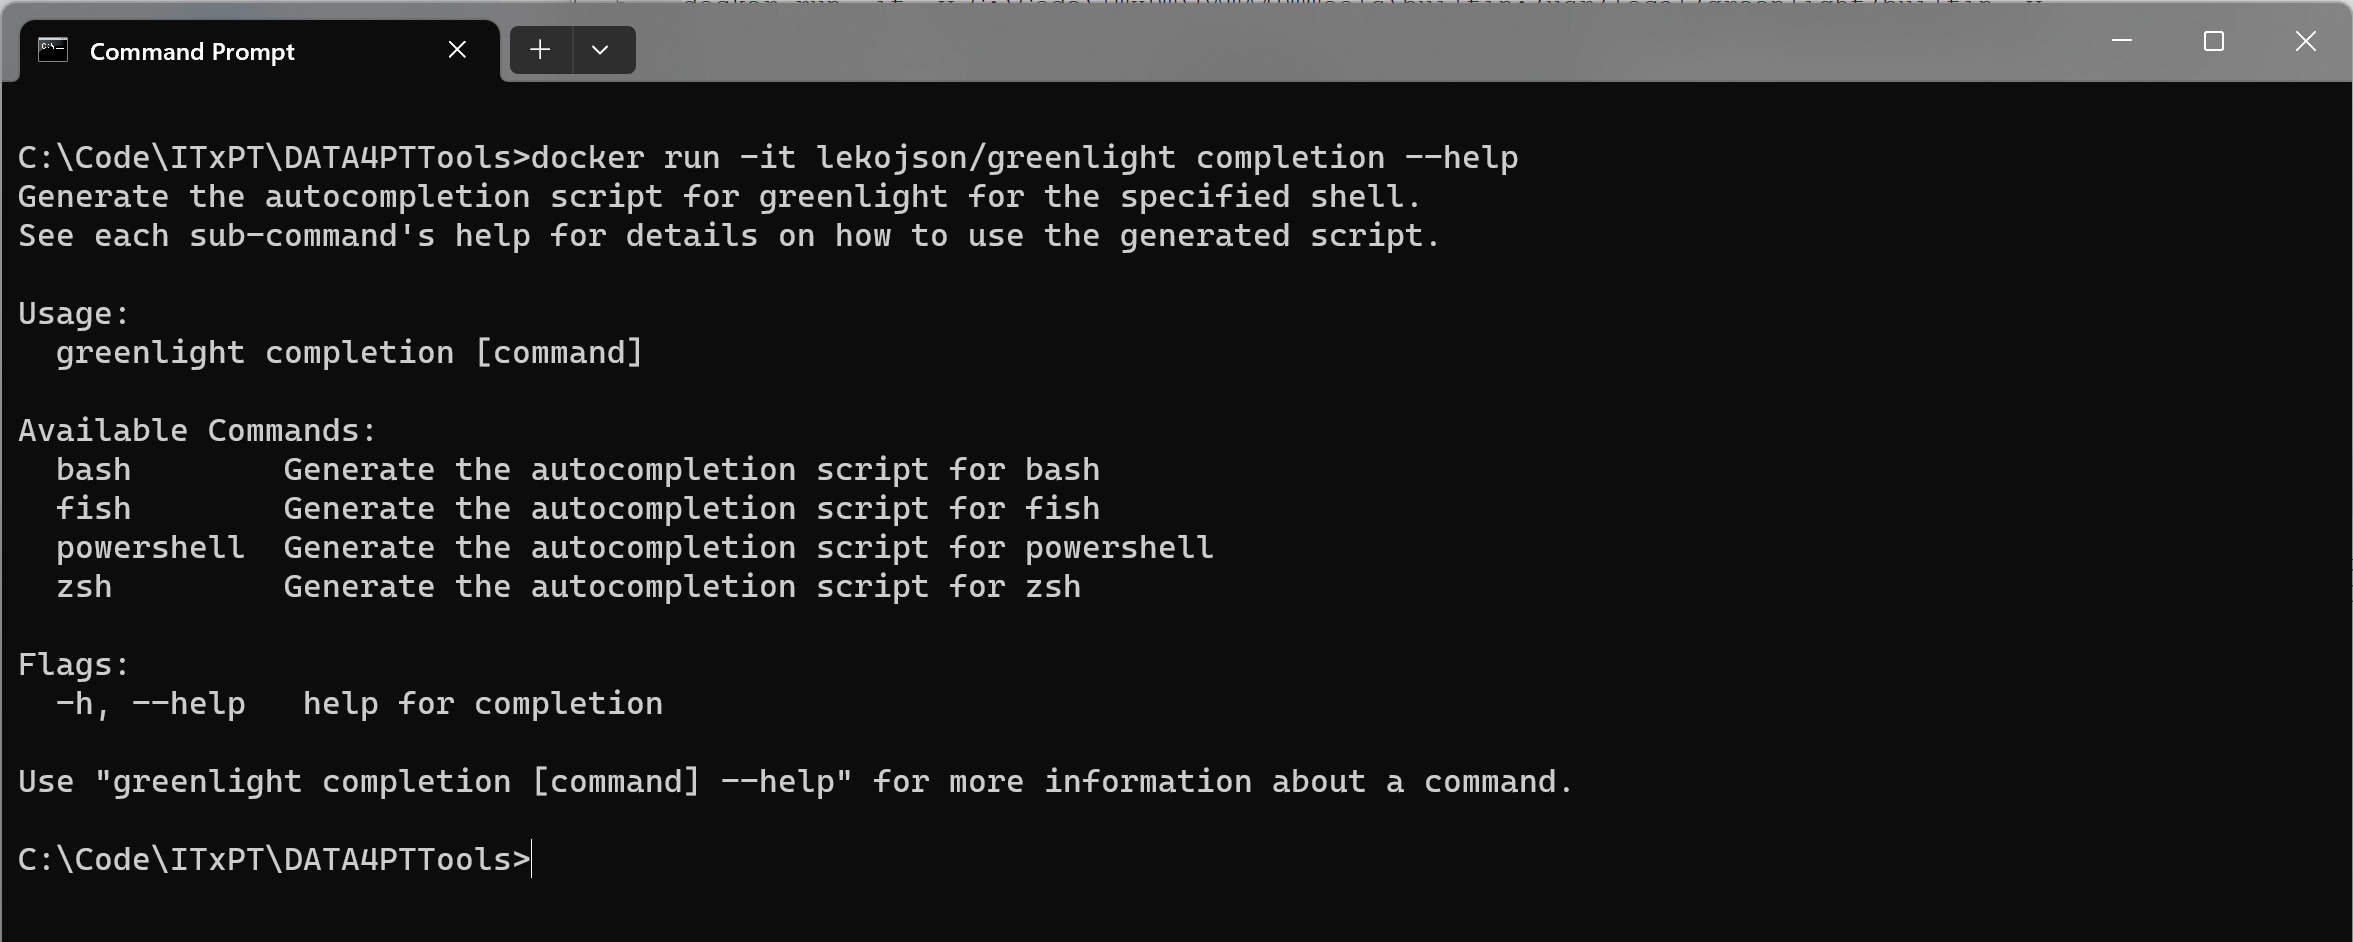 Command Prompt
C:\Code\ITxPT\DATA4PTTools>docker run -it lekojson/greenlight completion --help
Generate the autocompletion script for greenlight for the specified shell.
See each sub-command's help for details on how to use the generated script.
Usage:
  greenlight completion [command]
Available Commands:
  bash        Generate the autocompletion script for bash
  fish        Generate the autocompletion script for fish
  powershell  Generate the autocompletion script for powershell
  zsh         Generate the autocompletion script for zsh
Flags:
  -h, --help   help for completion
Use "greenlight completion [command] --help" for more information about a command.
C:\Code\ITxPT\DATA4PTTools>